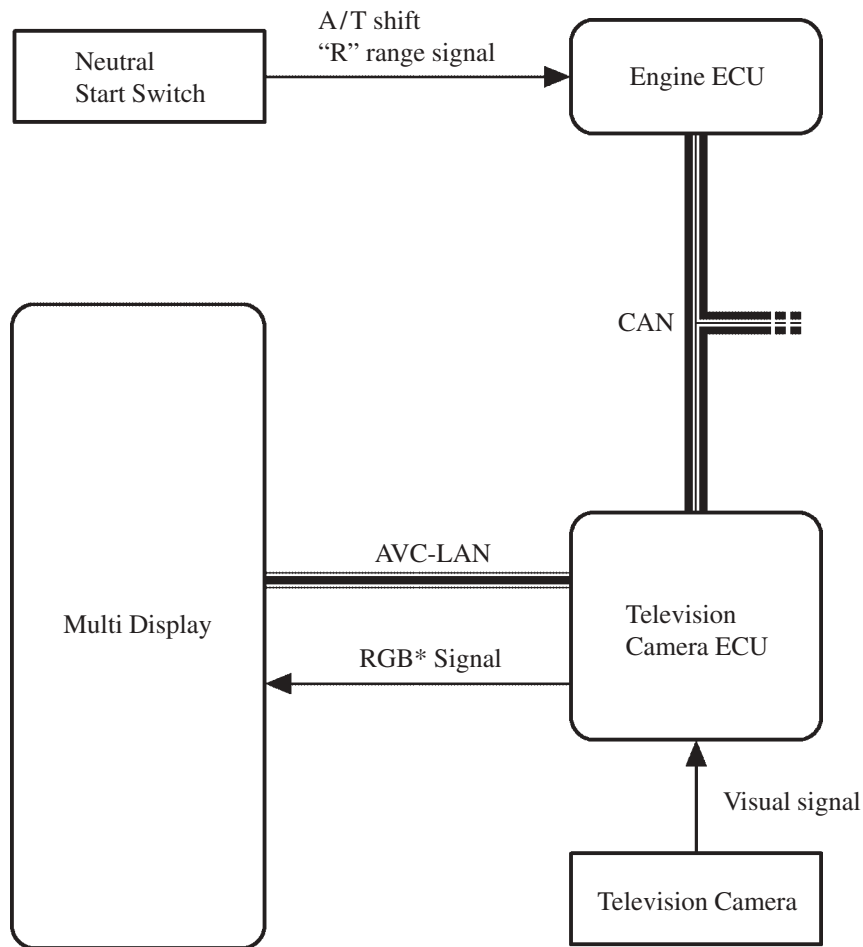 A/T shift
“R” range signal
Neutral
Start Switch
Engine ECU
CAN
AVC-LAN
Multi Display
Television
Camera ECU
RGB* Signal
Visual signal
Television Camera